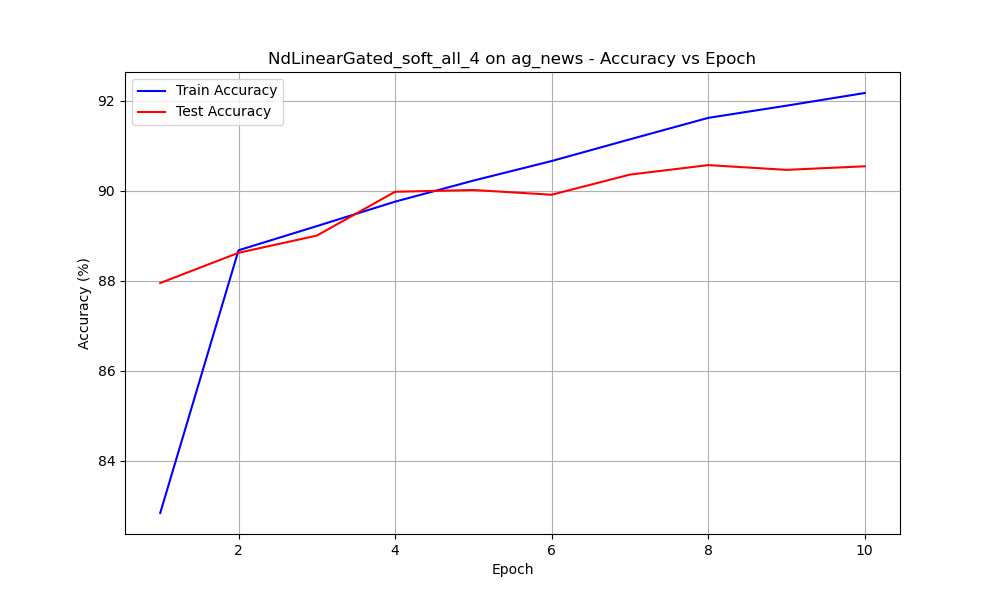 NdLinearGated_soft_all_4 on ag_news - Accuracy vs Epoch
Train Accuracy
Test Accuracy
Accuracy (%)
92
90
88
86
84
2 4 6 8 10
Epoch